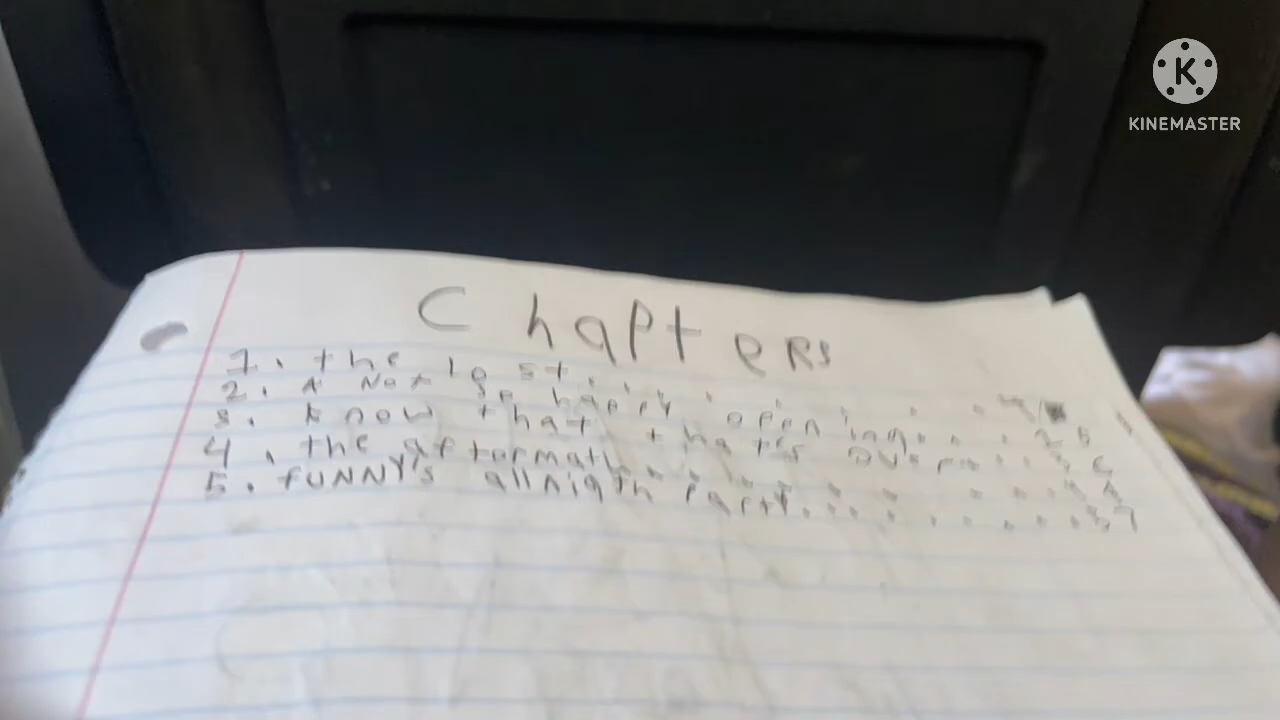 K
KINEMASTER
Chapters
1. the lost
2. A Not so happy opening
3. know that that's over
4. the aftormath
5. fUNNY's allnigth party